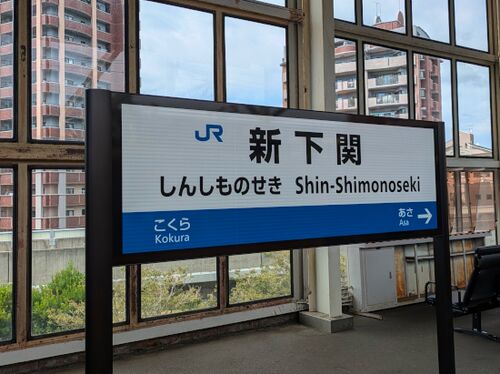 JR 新下関
しんしものせき Shin-Shimonoseki
こくら あさ →
Kokura Asa